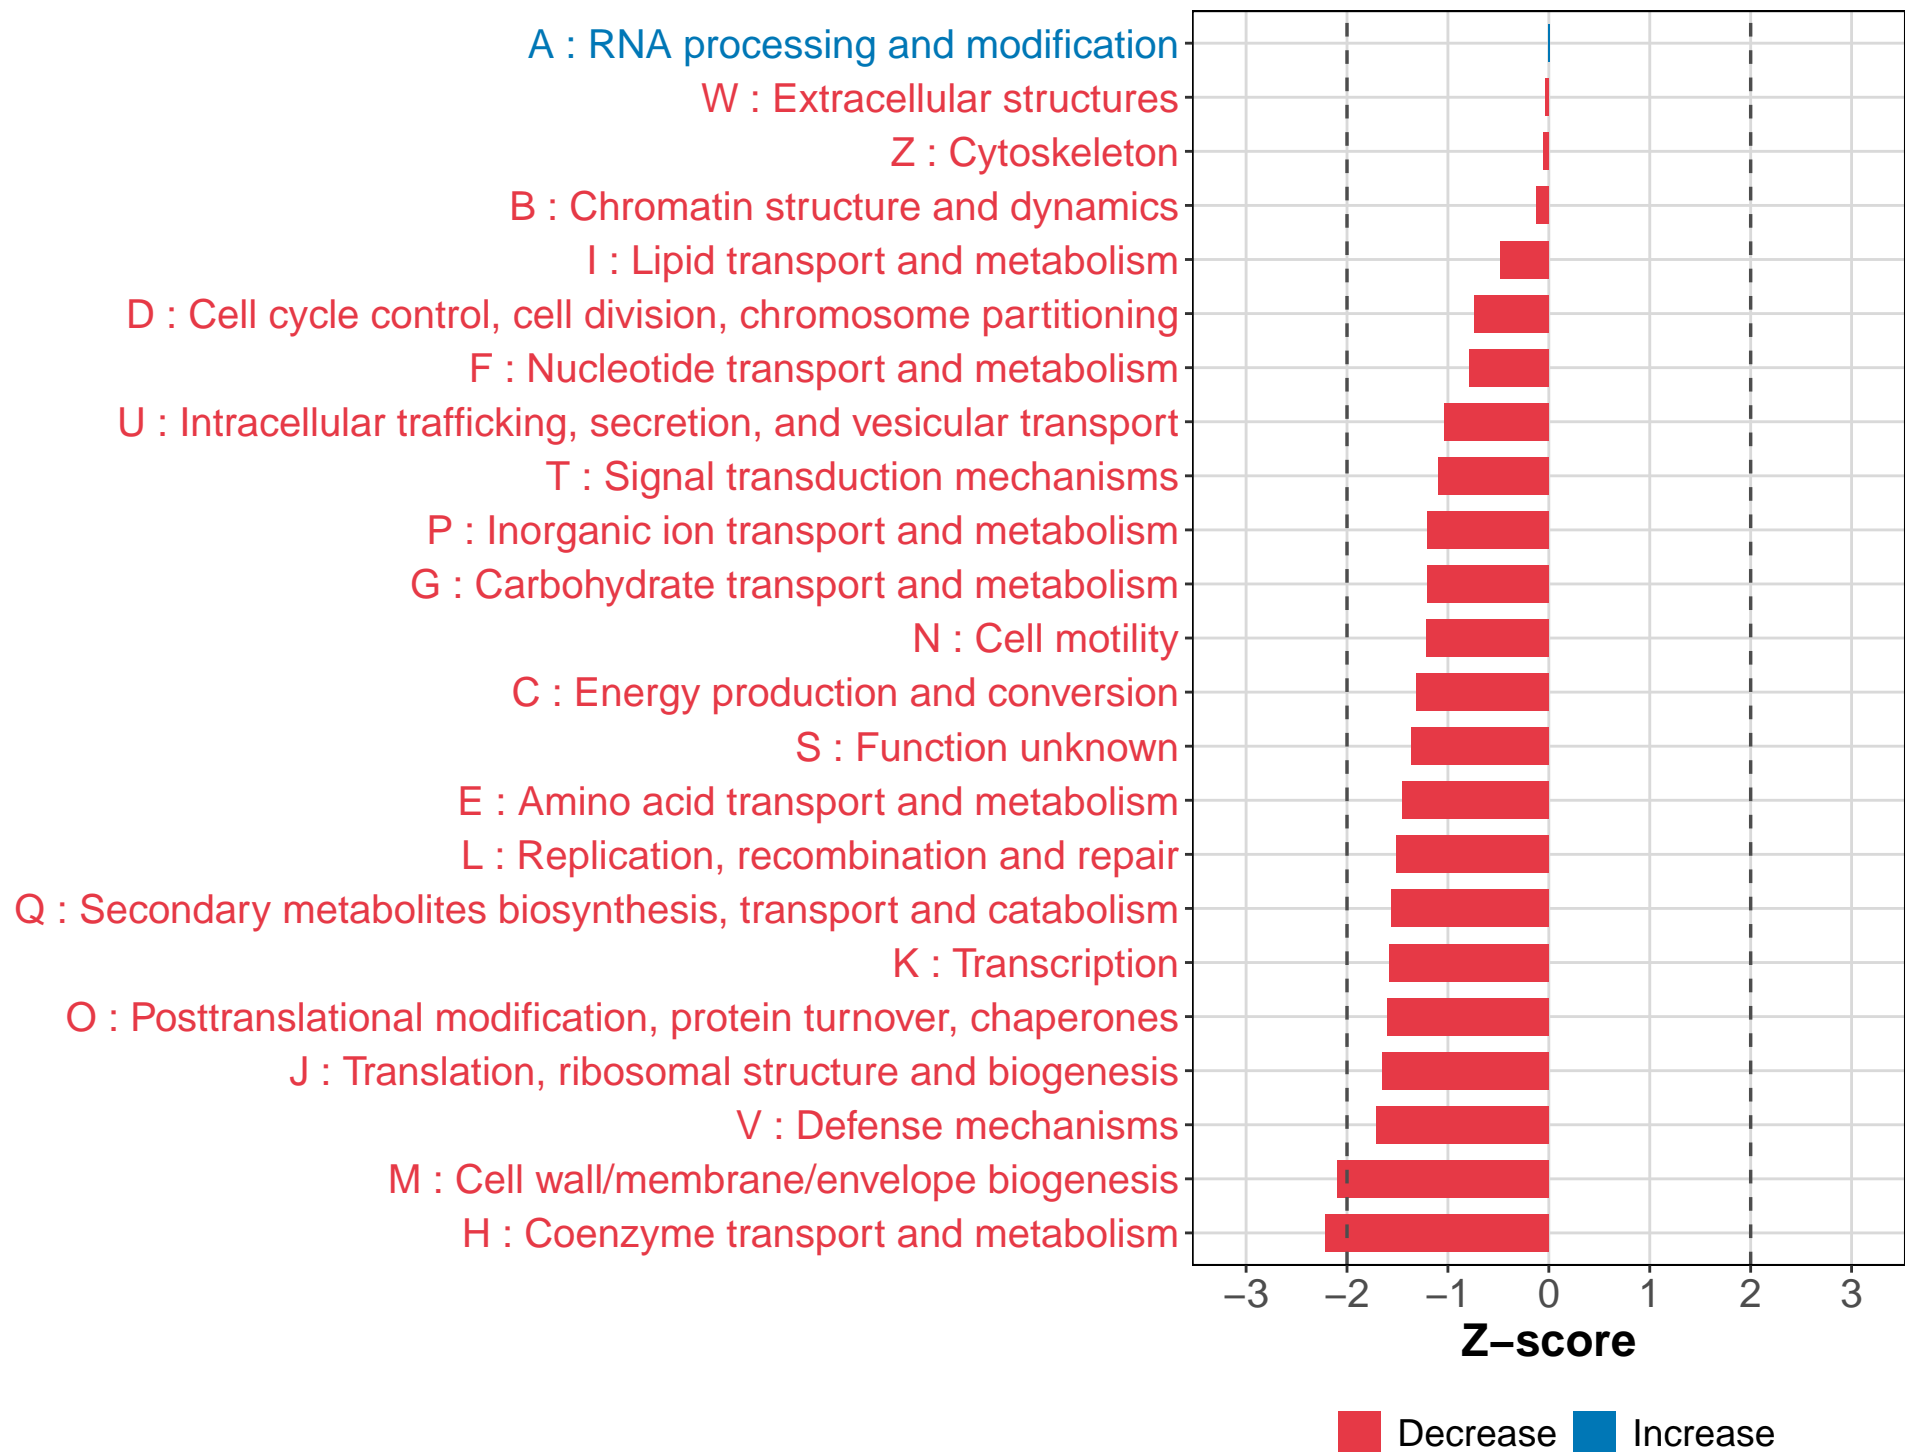 A : RNA processing and modification
W : Extracellular structures
Z : Cytoskeleton
B : Chromatin structure and dynamics
I : Lipid transport and metabolism
D : Cell cycle control, cell division, chromosome partitioning
F : Nucleotide transport and metabolism
U : Intracellular trafficking, secretion, and vesicular transport
T : Signal transduction mechanisms
P : Inorganic ion transport and metabolism
G : Carbohydrate transport and metabolism
N : Cell motility
C : Energy production and conversion
S : Function unknown
E : Amino acid transport and metabolism
L : Replication, recombination and repair
Q : Secondary metabolites biosynthesis, transport and catabolism
K : Transcription
O : Posttranslational modification, protein turnover, chaperones
J : Translation, ribosomal structure and biogenesis
V : Defense mechanisms
M : Cell wall/membrane/envelope biogenesis
H : Coenzyme transport and metabolism
−3 −2 −1 0 1 2 3
Z−score
Decrease Increase